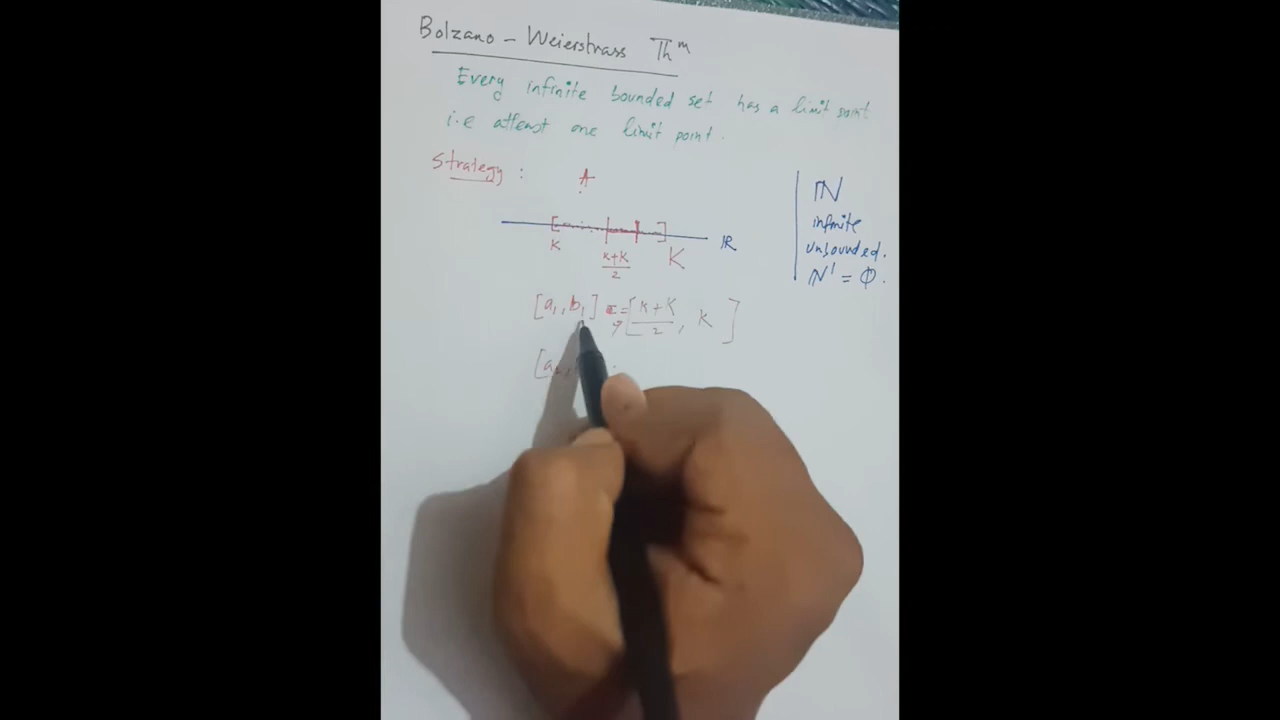 Bolzano - Weierstrass Thᵐ
Every infinite bounded set has a limit point
i.e atleast one limit point.
Strategy :
A
k
k+K
2
K
IR
[a₁, b₁] = [k+K
2 , K ]
[a₂,
IN
infinite
unbounded.
N' = Φ.